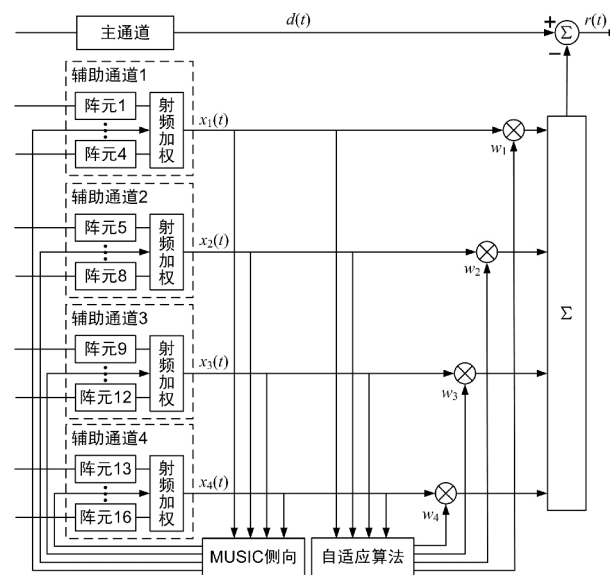 主通道
d(t)
+
Σ
r(t)
−
辅助通道1
阵元1
阵元4
射频加权
x1(t)
w1
辅助通道2
阵元5
阵元8
射频加权
x2(t)
w2
Σ
辅助通道3
阵元9
阵元12
射频加权
x3(t)
w3
辅助通道4
阵元13
阵元16
射频加权
x4(t)
w4
MUSIC侧向
自适应算法